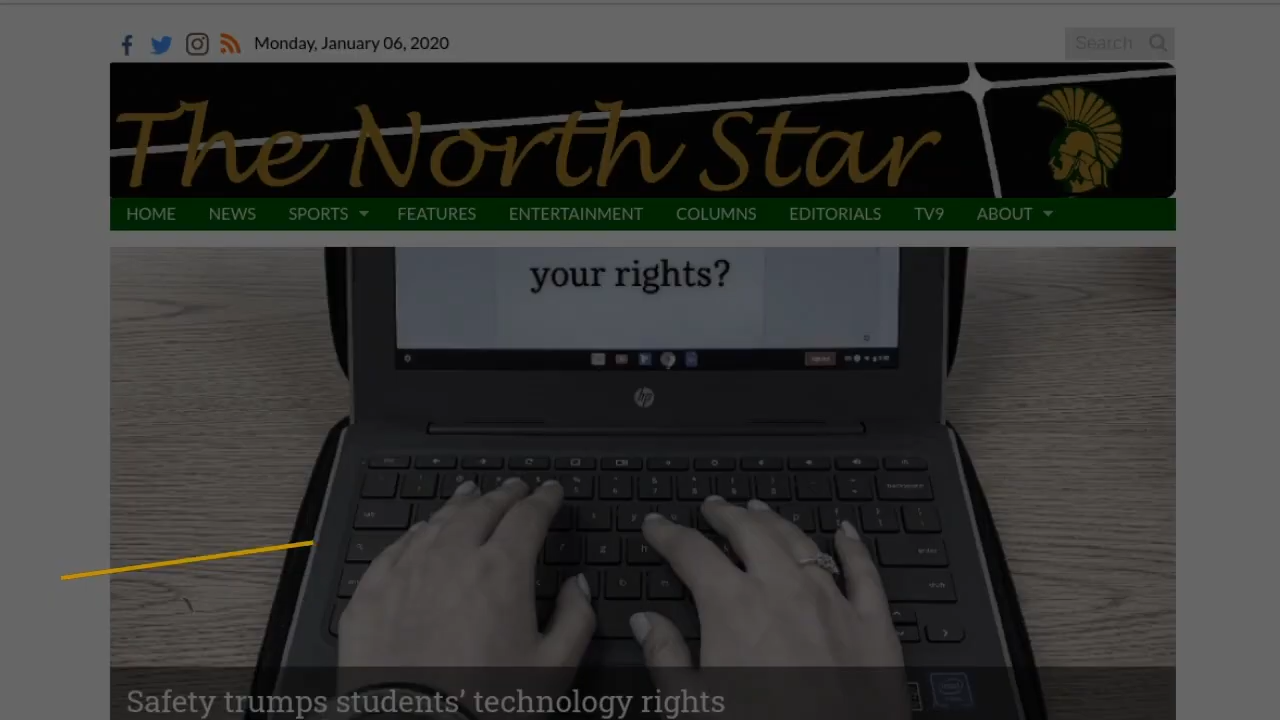 Monday, January 06, 2020
Search
The North Star
HOME NEWS SPORTS FEATURES ENTERTAINMENT COLUMNS EDITORIALS TV9 ABOUT
your rights?
hp
Safety trumps students’ technology rights